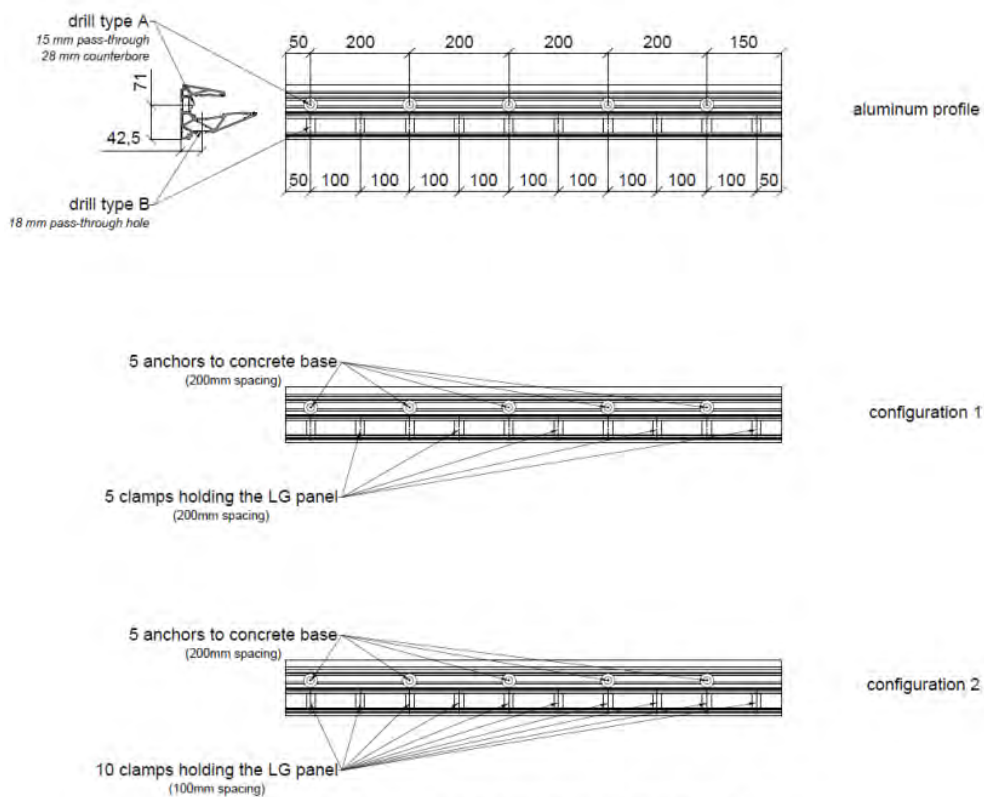 drill type A
15 mm pass-through
28 mm counterbore
50 200 200 200 200 150
71
42,5
aluminum profile
50 100 100 100 100 100 100 100 100 100 50
drill type B
18 mm pass-through hole
5 anchors to concrete base
(200mm spacing)
configuration 1
5 clamps holding the LG panel
(200mm spacing)
5 anchors to concrete base
(200mm spacing)
configuration 2
10 clamps holding the LG panel
(100mm spacing)